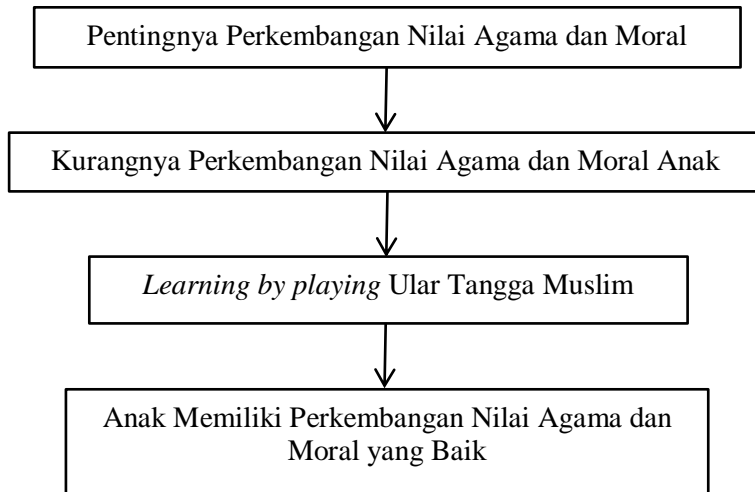 Pentingnya Perkembangan Nilai Agama dan Moral
Kurangnya Perkembangan Nilai Agama dan Moral Anak
Learning by playing Ular Tangga Muslim
Anak Memiliki Perkembangan Nilai Agama dan
Moral yang Baik